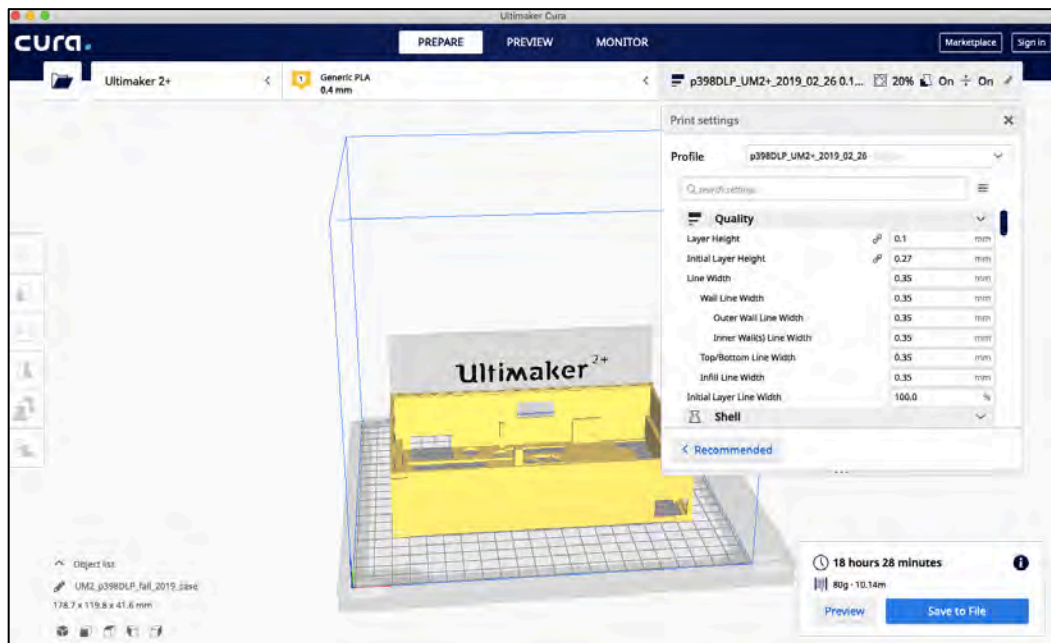 Ultimaker Cura
cura.
PREPARE
PREVIEW
MONITOR
Marketplace
Sign in
Ultimaker 2+
1
Generic PLA
0.4 mm
p398DLP_UM2+_2019_02_26 0.1...
20%
On
On
Print settings
Profile
p398DLP_UM2+_2019_02_26
search settings
Quality
Layer Height 0.1 mm
Initial Layer Height 0.27 mm
Line Width 0.35 mm
Wall Line Width 0.35 mm
Outer Wall Line Width 0.35 mm
Inner Wall(s) Line Width 0.35 mm
Top/Bottom Line Width 0.35 mm
Infill Line Width 0.35 mm
Initial Layer Line Width 100.0 %
Shell
Recommended
Ultimaker 2+
Object list
UM2_p398DLP_fall_2019_case
178.7 x 119.8 x 41.6 mm
18 hours 28 minutes
80g · 10.14m
Preview
Save to File